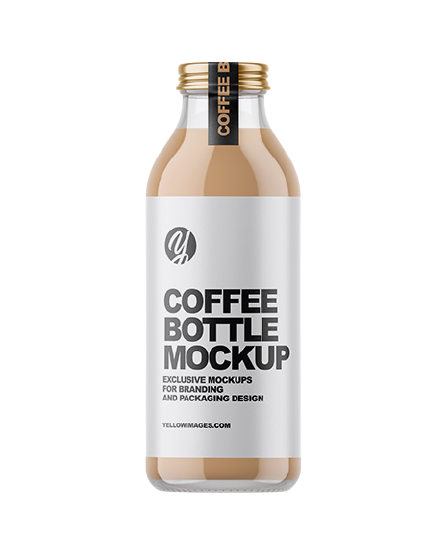 COFFEE B
Y
COFFEE
BOTTLE
MOCKUP
EXCLUSIVE MOCKUPS
FOR BRANDING
AND PACKAGING DESIGN
YELLOWIMAGES.COM